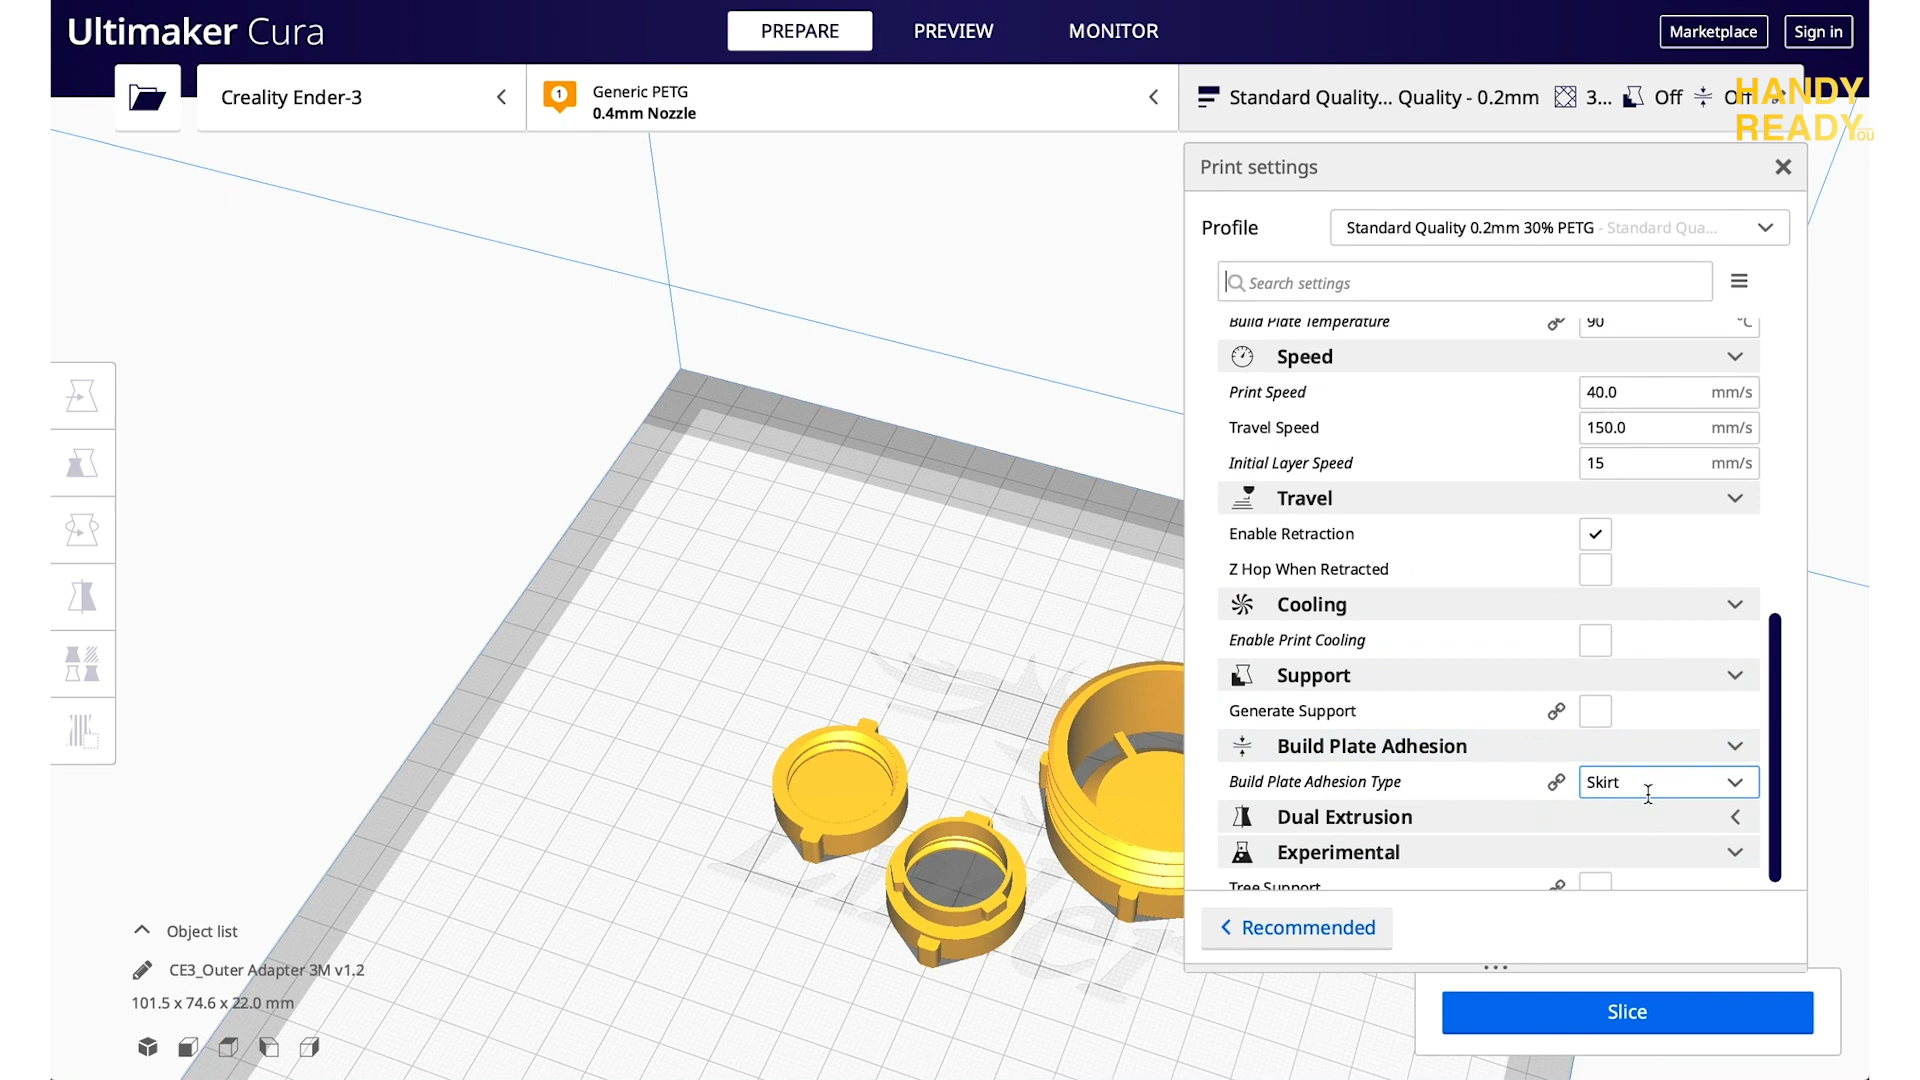 Ultimaker Cura
PREPARE
PREVIEW
MONITOR
Marketplace
Sign in
Creality Ender-3
1
Generic PETG
0.4mm Nozzle
Standard Quality... Quality - 0.2mm
3...
Off
Off
HANDY
READY
YOU
Print settings
Profile
Standard Quality 0.2mm 30% PETG - Standard Qua...
Search settings
Build Plate Temperature
90 °C
Speed
Print Speed
40.0 mm/s
Travel Speed
150.0 mm/s
Initial Layer Speed
15 mm/s
Travel
Enable Retraction
Z Hop When Retracted
Cooling
Enable Print Cooling
Support
Generate Support
Build Plate Adhesion
Build Plate Adhesion Type
Skirt
Dual Extrusion
Experimental
Tree Support
Recommended
Slice
Object list
CE3_Outer Adapter 3M v1.2
101.5 x 74.6 x 22.0 mm